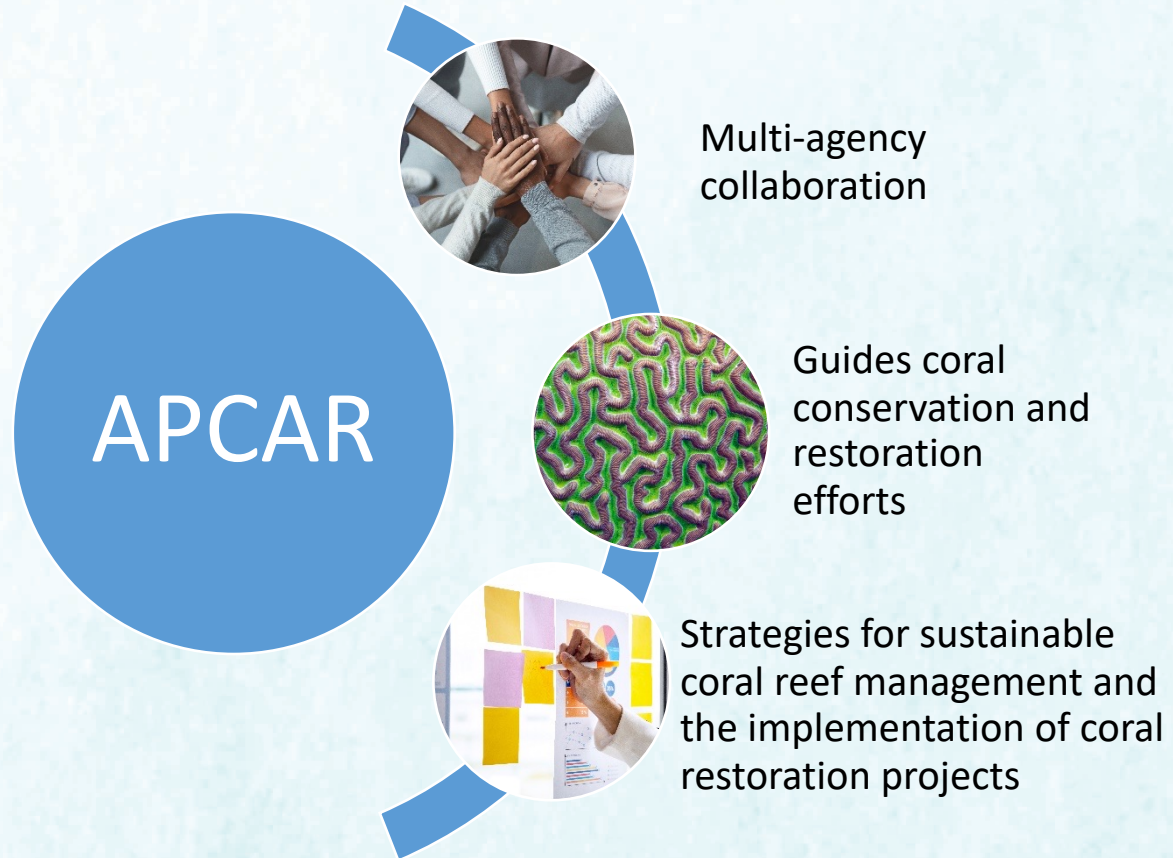 APCAR
Multi-agency
collaboration
Guides coral
conservation and
restoration
efforts
Strategies for sustainable
coral reef management and
the implementation of coral
restoration projects